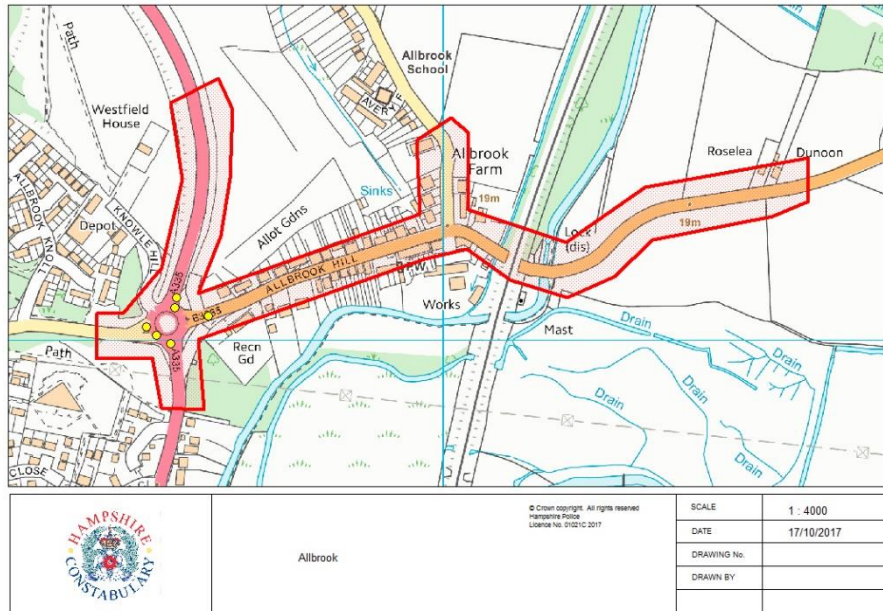 Path
Allbrook
School
Westfield
House
AVERY F
Allbrook
Farm
Roselea
Dunoon
Sinks
19m
ALLBROOK KNOLL
KNOWLE HILL
Depot
Allot Gdns
Lock
(dis)
19m
ALLBROOK HILL
A335
Works
Mast
Drain
Drain
Path
A335
Recn
Gd
Drain
Drain
Drain
CLOSE
HAMPSHIRE
CONSTABULARY
Allbrook
© Crown copyright. All rights reserved
Hampshire Police
Licence No. 01021C 2017
SCALE
1 : 4000
DATE
17/10/2017
DRAWING No.
DRAWN BY